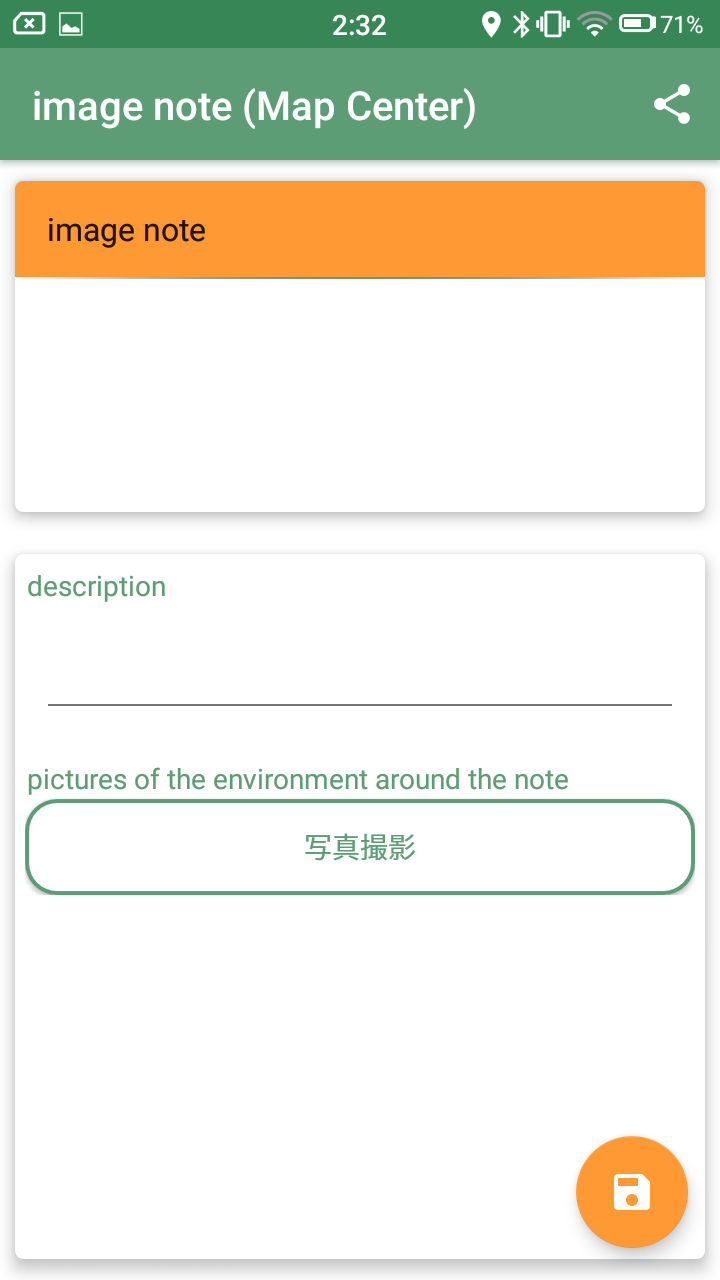 2:32
71%
image note (Map Center)
image note
description
pictures of the environment around the note
写真撮影